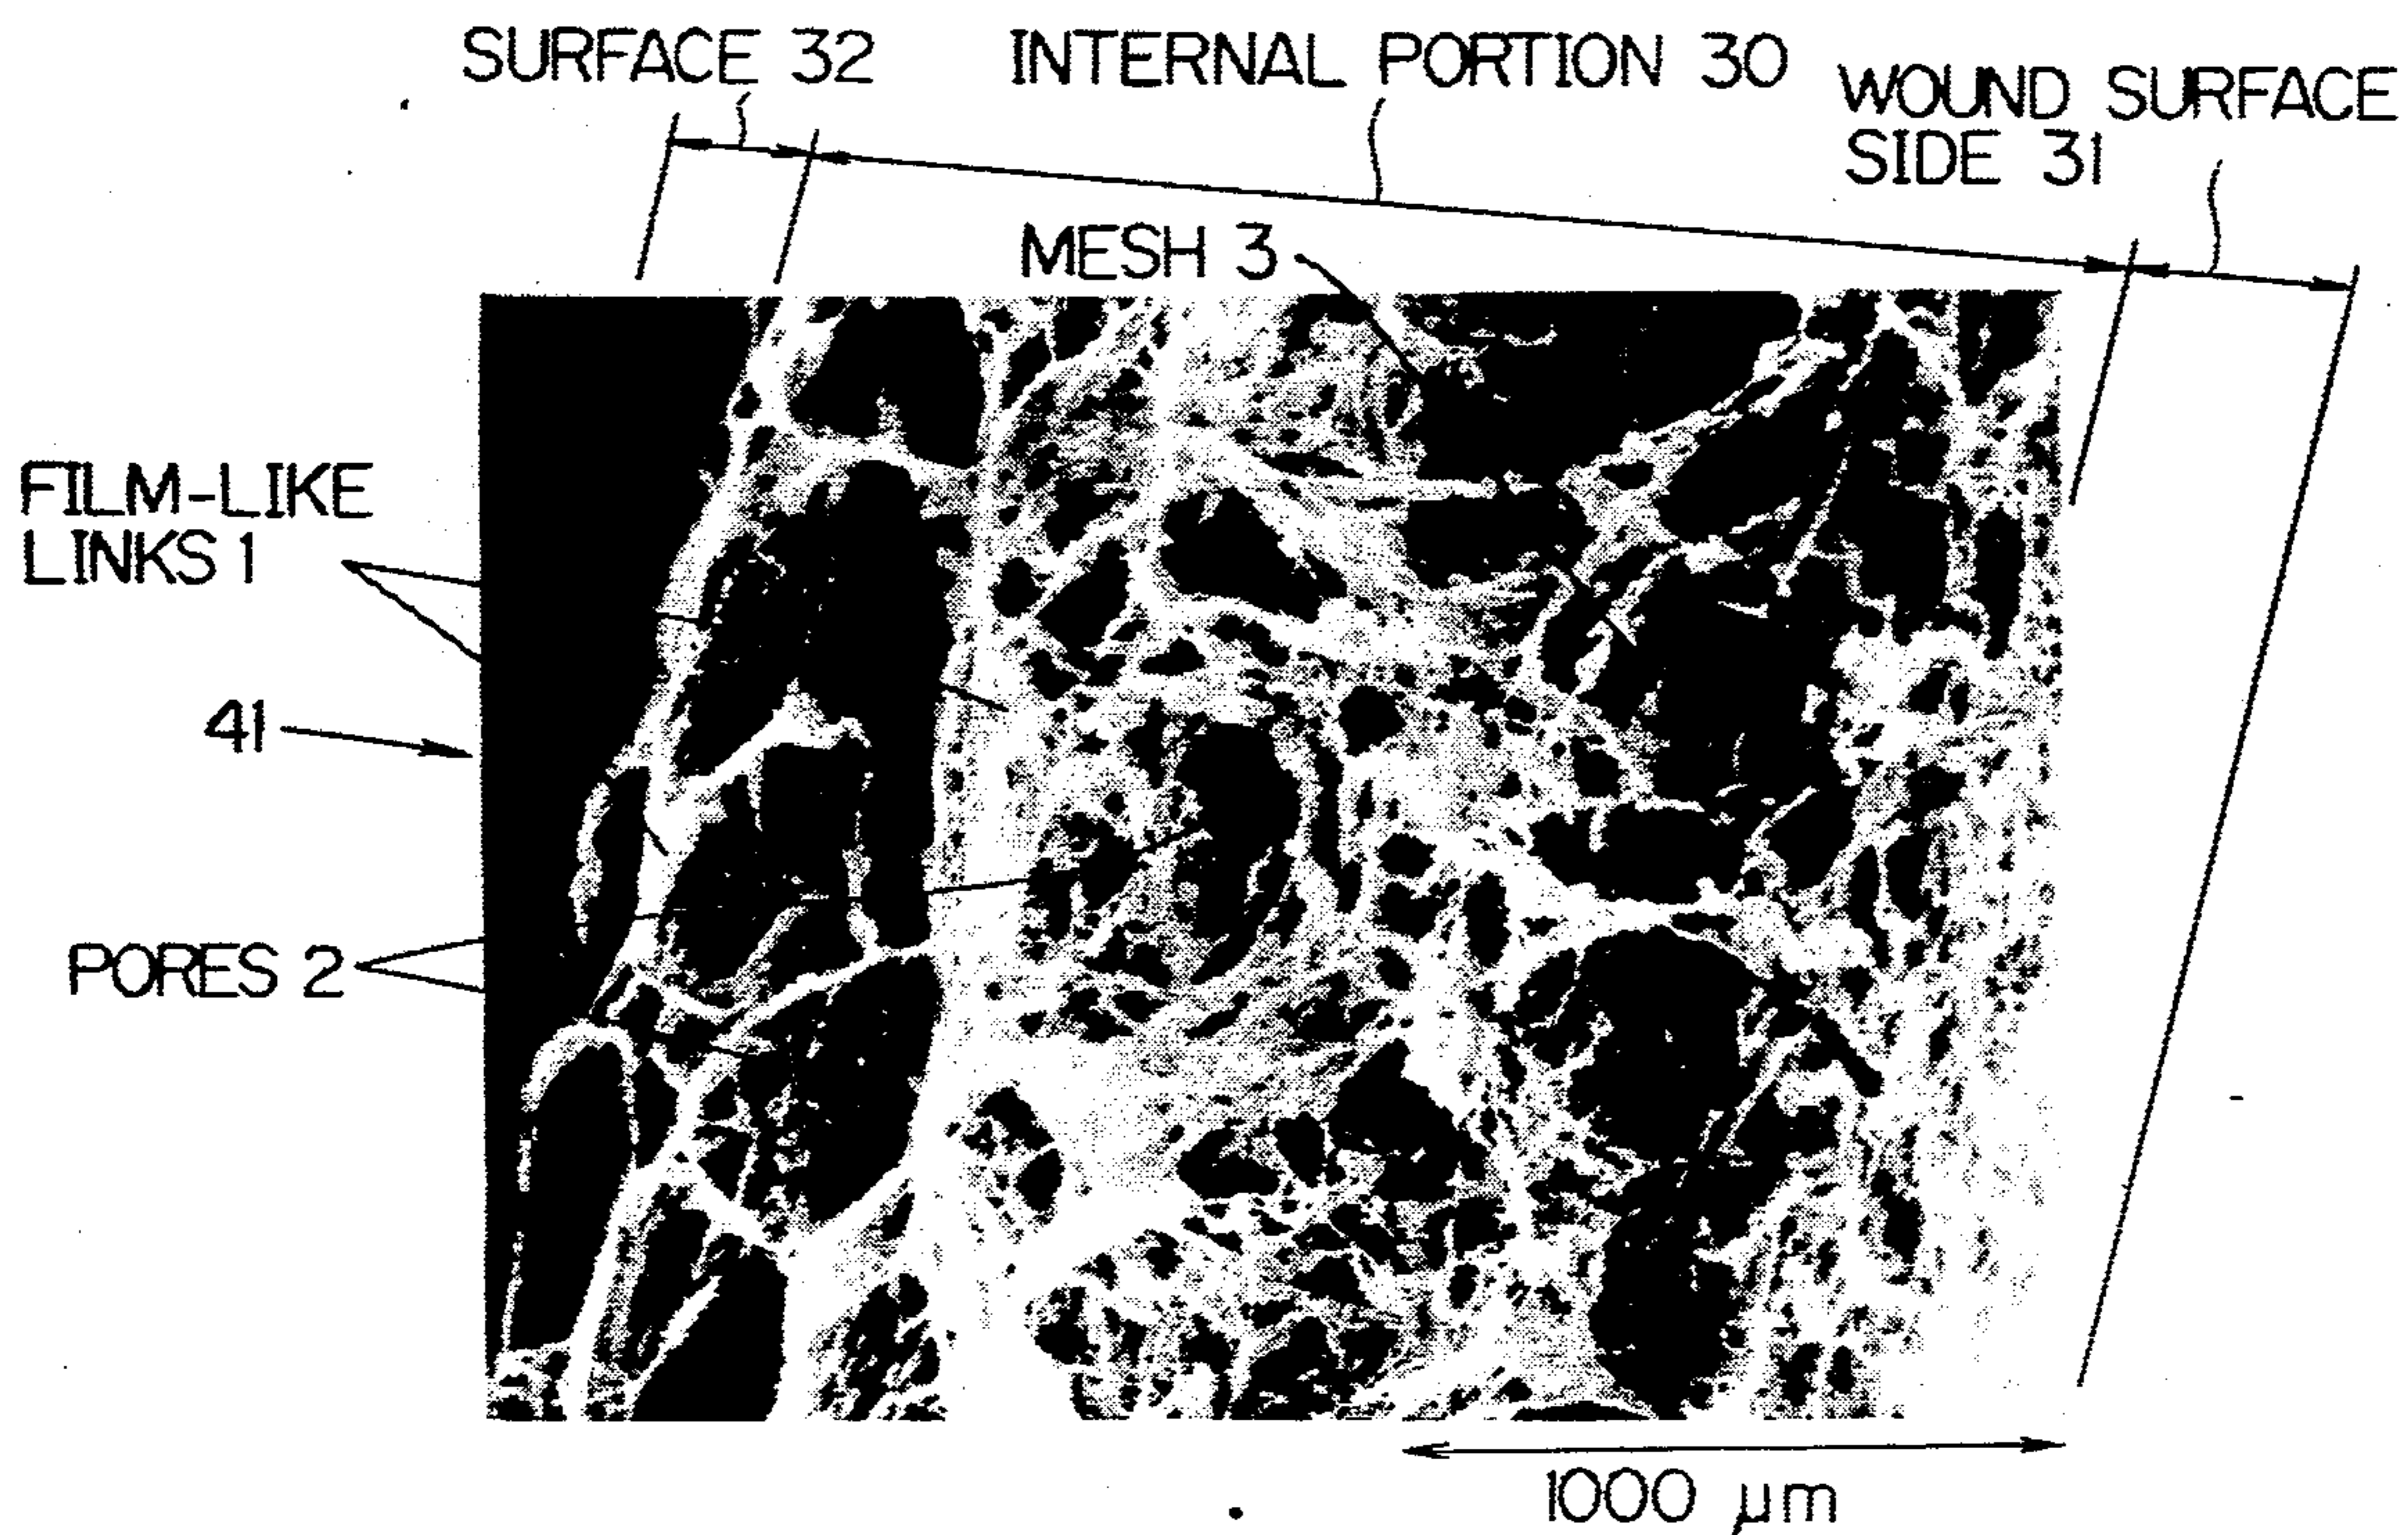 SURFACE 32
INTERNAL PORTION 30
WOUND SURFACE
SIDE 31
MESH 3
FILM-LIKE
LINKS 1
41
PORES 2
1000 µm